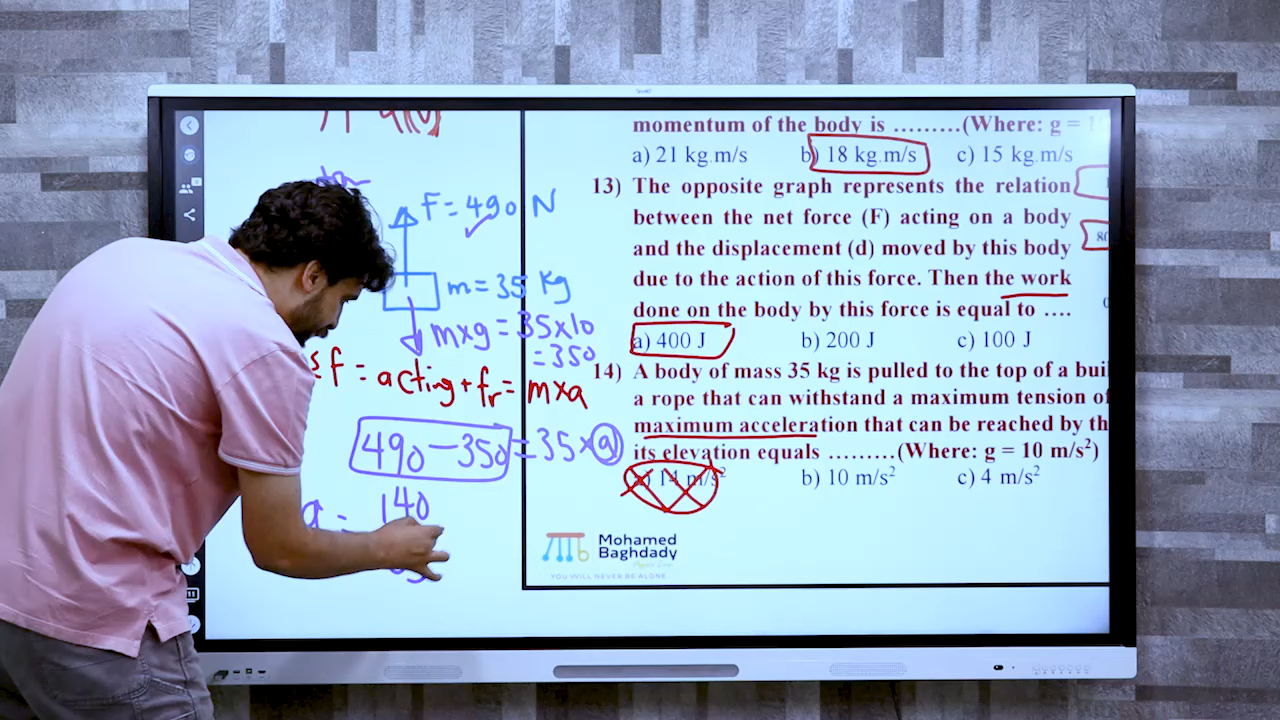 F = 490 N
m = 35 Kg
m×g = 35×10
= 350
f = acting + fr = m×a
490 - 350 = 35 × a
a = 140
momentum of the body is .........(Where: g = 1
a) 21 kg.m/s b) 18 kg.m/s c) 15 kg.m/s
13) The opposite graph represents the relation
between the net force (F) acting on a body
and the displacement (d) moved by this body
due to the action of this force. Then the work
done on the body by this force is equal to ....
a) 400 J b) 200 J c) 100 J
14) A body of mass 35 kg is pulled to the top of a bui
a rope that can withstand a maximum tension of
maximum acceleration that can be reached by th
its elevation equals .........(Where: g = 10 m/s²)
14 m/s² b) 10 m/s² c) 4 m/s²
Mohamed
Baghdady
YOU WILL NEVER BE ALONE